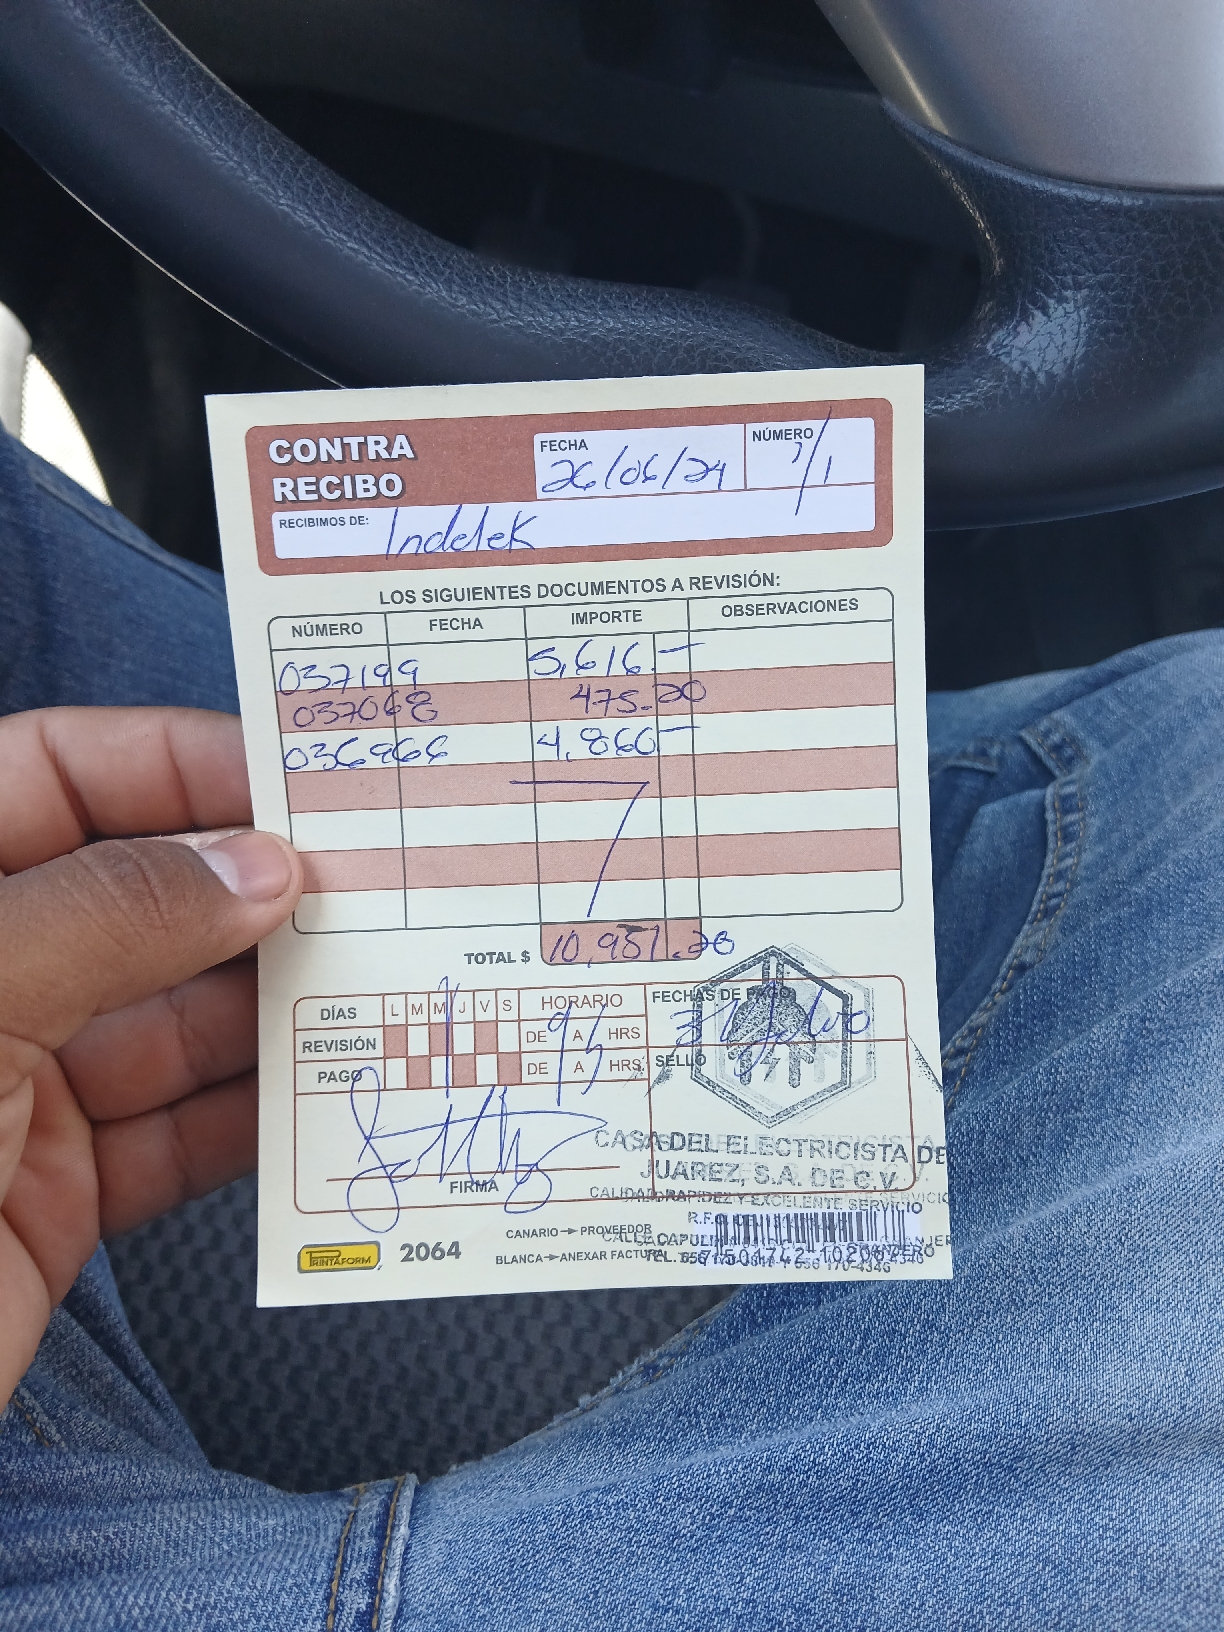 CONTRA
RECIBO
FECHA
26/06/24
NÚMERO
1/1
RECIBIMOS DE:
Indelek
LOS SIGUIENTES DOCUMENTOS A REVISIÓN:
NÚMERO FECHA IMPORTE OBSERVACIONES
037199 5,616.—
037068 475.20
036966 4,860—
TOTAL $ 10,951.20
DÍAS L M M J V S HORARIO FECHAS DE PAGO
REVISIÓN DE A HRS
PAGO DE A HRS. SELLO
FIRMA
CASA DEL ELECTRICISTA DE
JUAREZ, S.A. DE C.V.
CALIDAD, RAPIDEZ Y EXCELENTE SERVICIO
CANARIO→PROVEEDOR
BLANCA→ANEXAR FACTURA
PRINTAFORM 2064